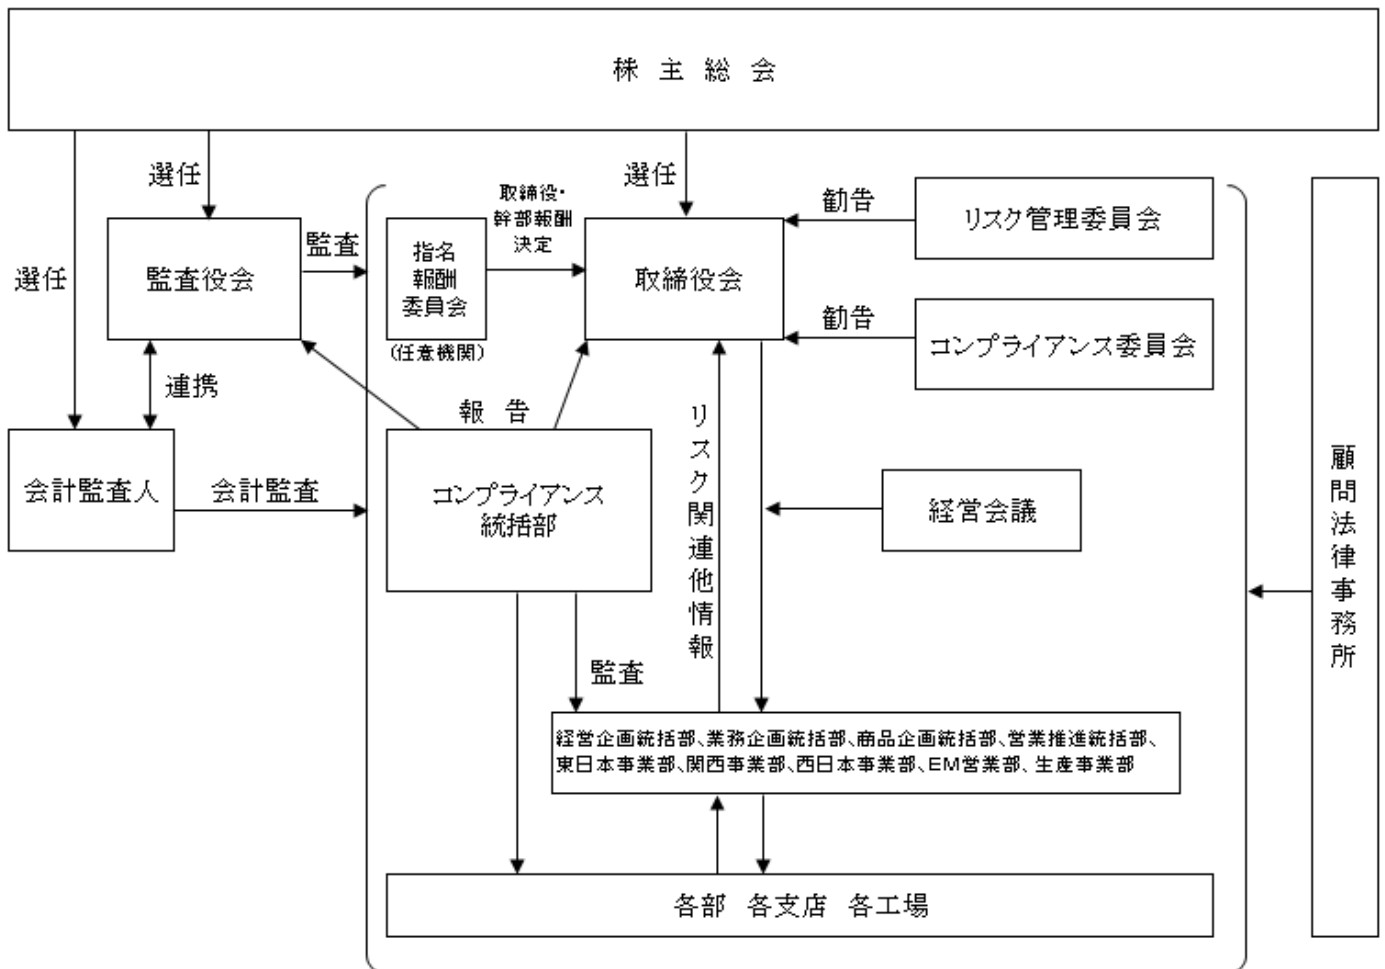 株 主 総 会
選任
選任
選任
監査役会
監査
指名
報酬
委員会
(任意機関)
取締役・
幹部報酬
決定
取締役会
勧告
リスク管理委員会
勧告
コンプライアンス委員会
連携
会計監査人
会計監査
報 告
コンプライアンス
統括部
リスク関連他情報
経営会議
顧問法律事務所
監査
経営企画統括部、業務企画統括部、商品企画統括部、営業推進統括部、
東日本事業部、関西事業部、西日本事業部、EM営業部、生産事業部
各部 各支店 各工場